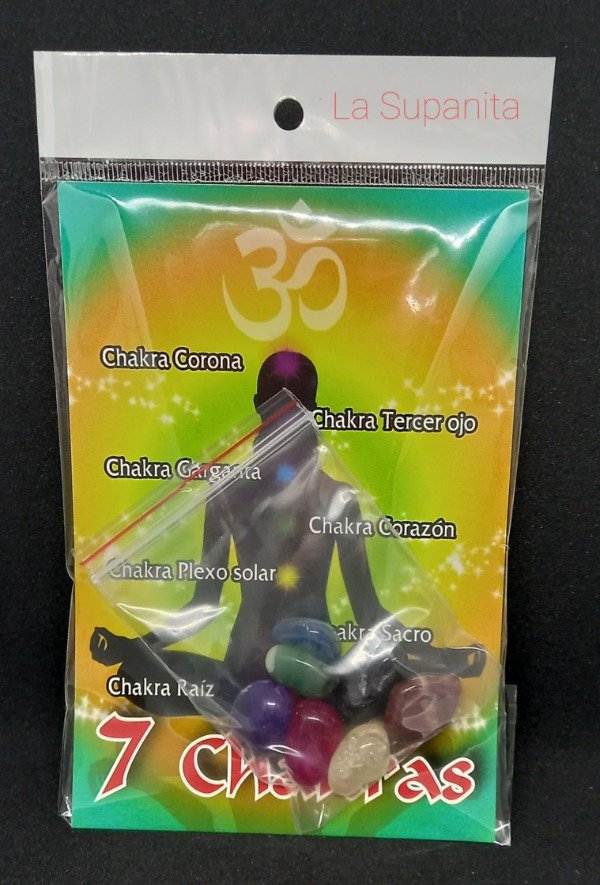 La Supanita
ॐ
Chakra Corona
Chakra Tercer ojo
Chakra Garganta
Chakra Corazón
Chakra Plexo solar
Chakra Sacro
Chakra Raíz
7 Chakras